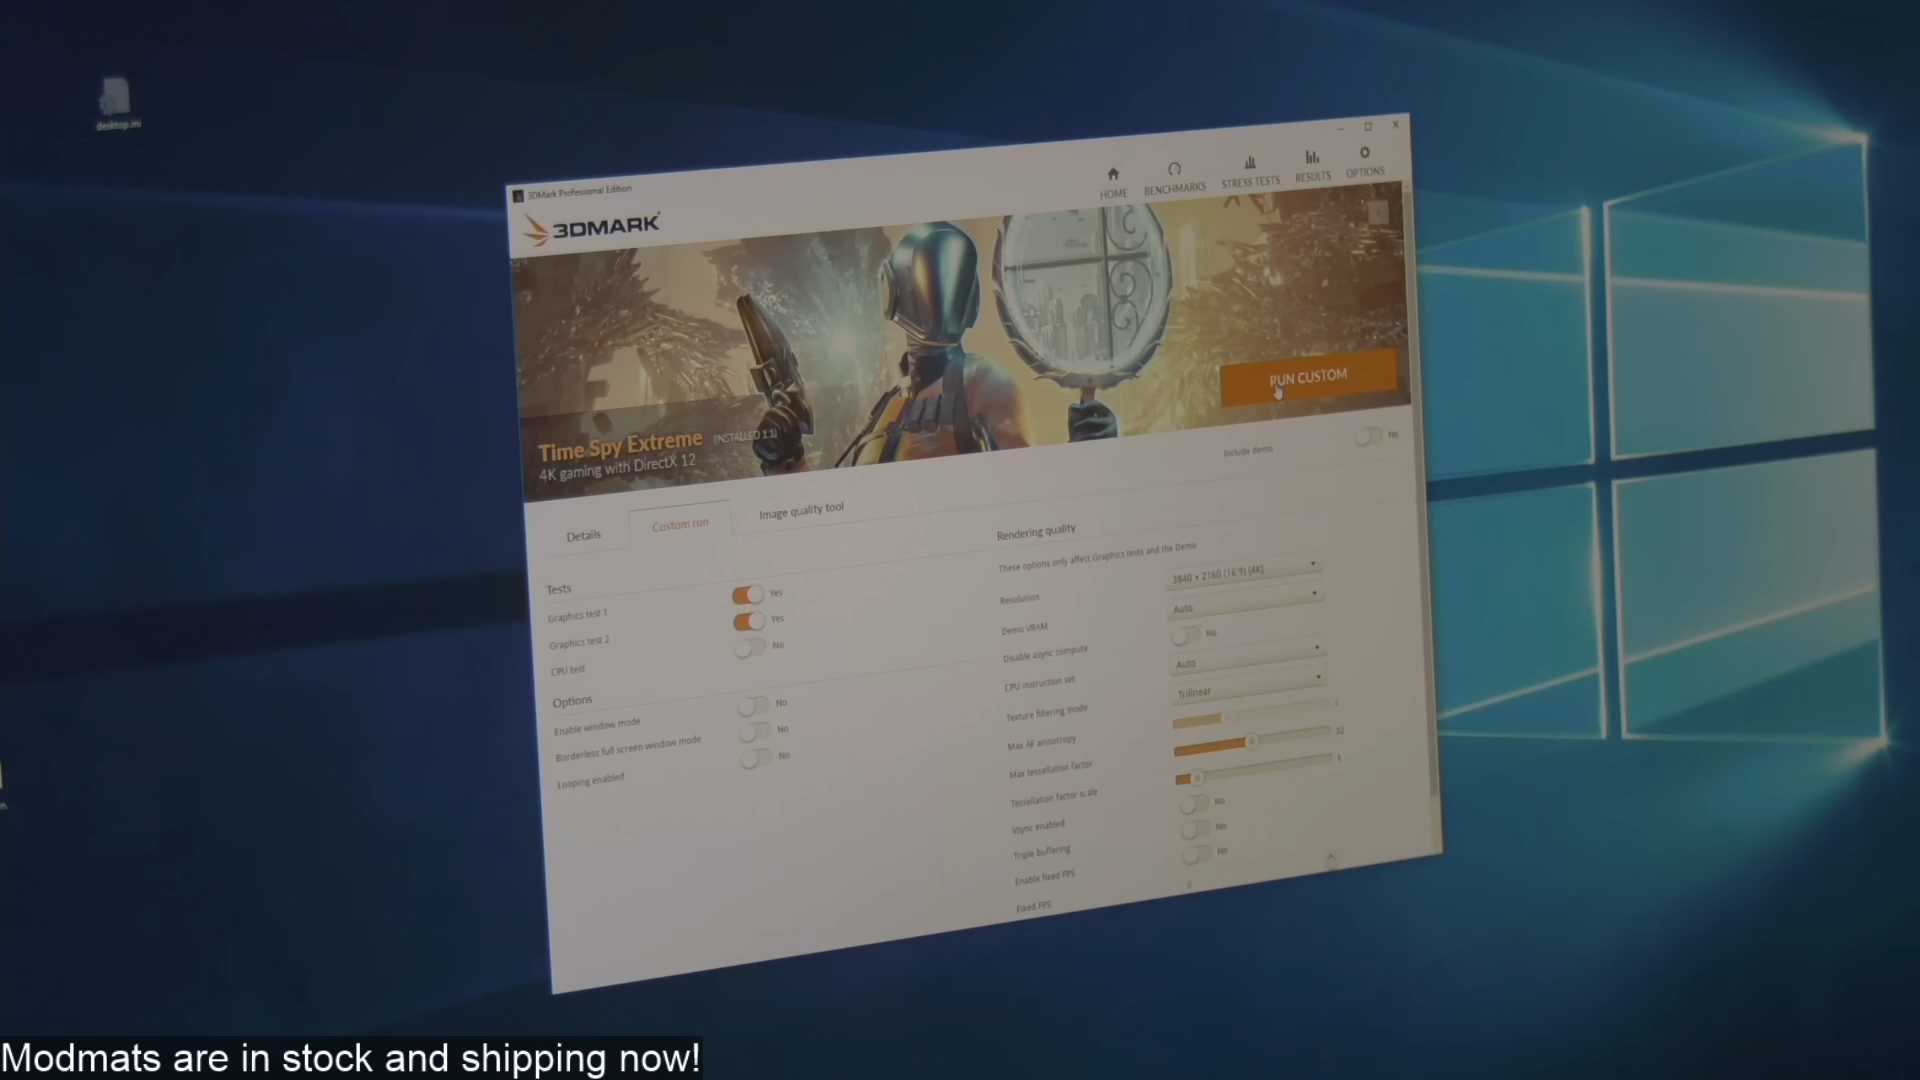 desktop.ini
3DMark Professional Edition
3DMARK
HOME
BENCHMARKS
STRESS TESTS
RESULTS
OPTIONS
RUN CUSTOM
Time Spy Extreme (INSTALLED 1.1)
4K gaming with DirectX 12
Include demo No
Details
Custom run
Image quality tool
Tests
Graphics test 1 Yes
Graphics test 2 Yes
CPU test No
Options
Enable window mode No
Borderless full screen window mode No
Looping enabled No
Rendering quality
These options only affect Graphics tests and the Demo
Resolution 3840 × 2160 (16:9) (4K)
Demo VRAM Auto
Disable async compute No
CPU instruction set Auto
Texture filtering mode Trilinear
Max AF anisotropy
Max tessellation factor 32
Tessellation factor scale 1
Vsync enabled No
Triple buffering No
Enable fixed FPS No
Fixed FPS
Modmats are in stock and shipping now!